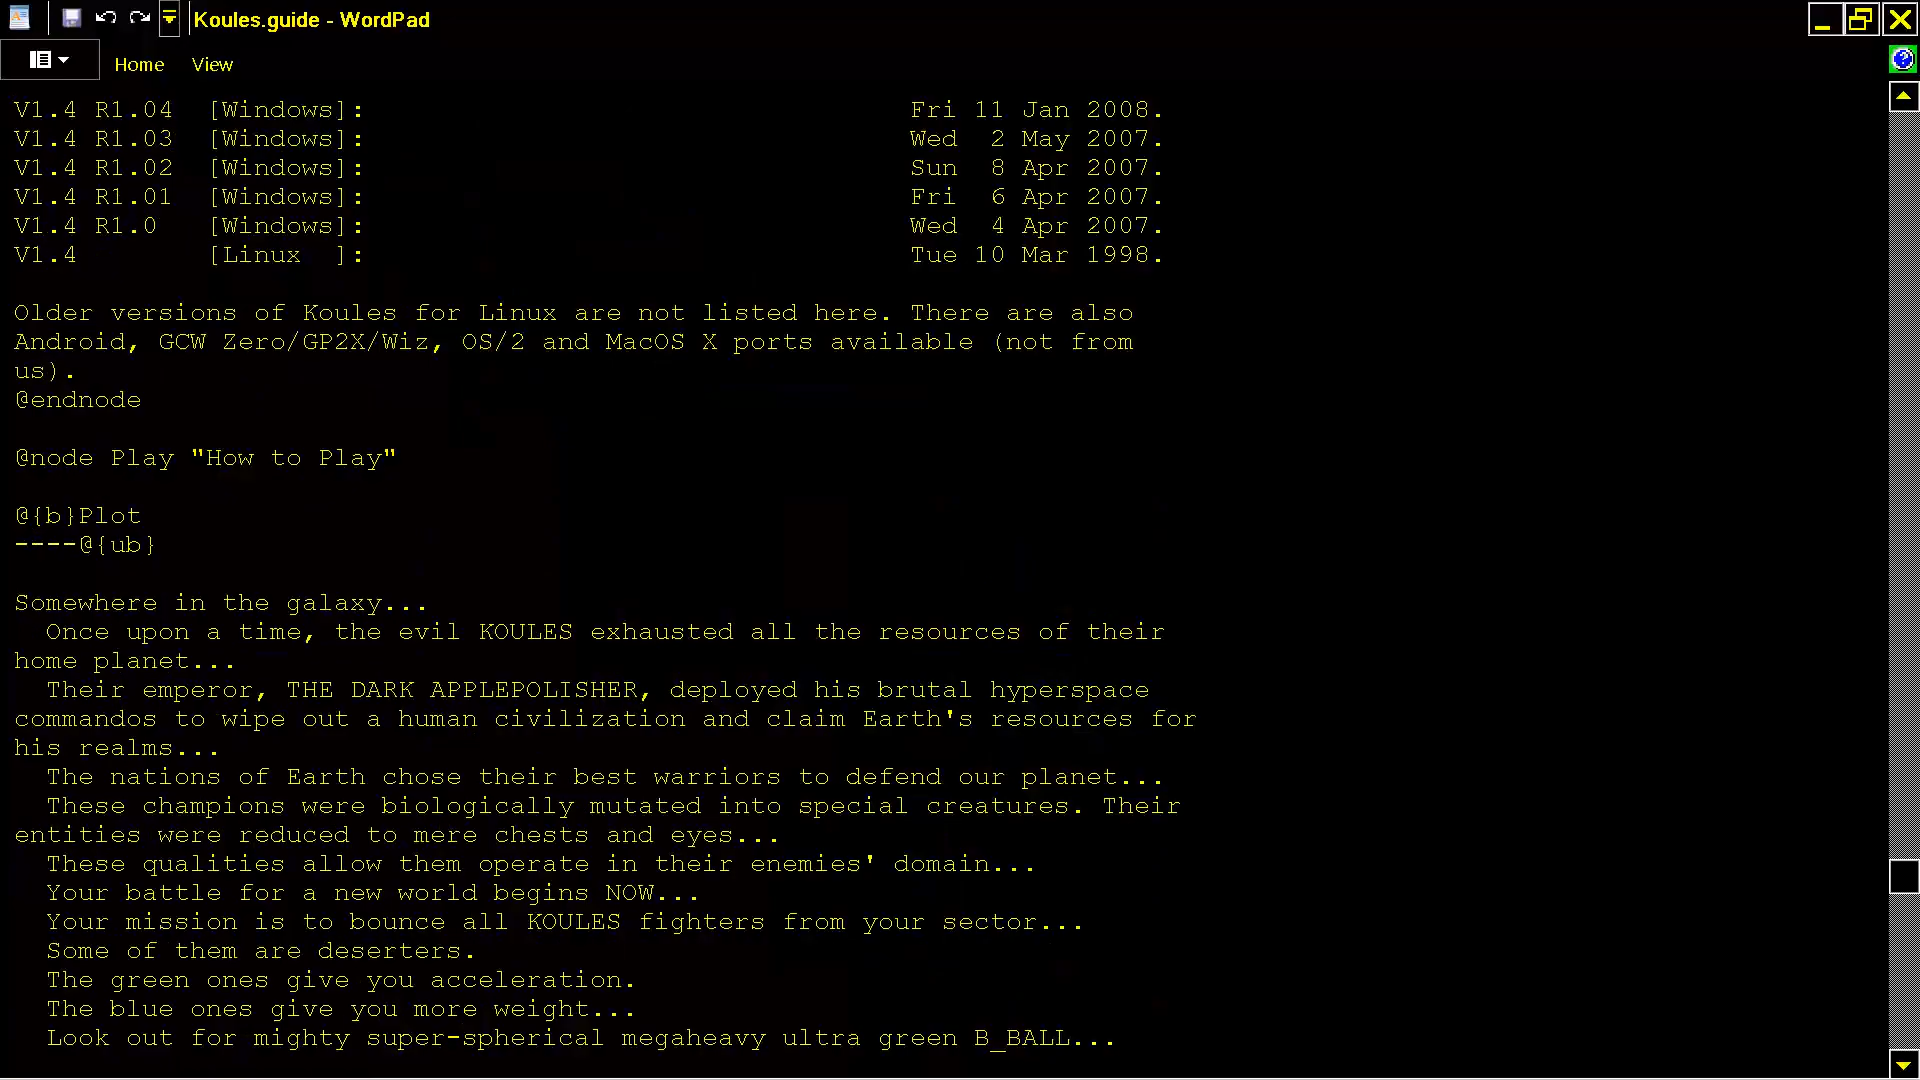 Koules.guide - WordPad
Home View
V1.4 R1.04  [Windows]:                                  Fri 11 Jan 2008.
V1.4 R1.03  [Windows]:                                  Wed  2 May 2007.
V1.4 R1.02  [Windows]:                                  Sun  8 Apr 2007.
V1.4 R1.01  [Windows]:                                  Fri  6 Apr 2007.
V1.4 R1.0   [Windows]:                                  Wed  4 Apr 2007.
V1.4        [Linux  ]:                                  Tue 10 Mar 1998.
Older versions of Koules for Linux are not listed here. There are also
Android, GCW Zero/GP2X/Wiz, OS/2 and MacOS X ports available (not from
us).
@endnode
@node Play "How to Play"
@{b}Plot
----@{ub}
Somewhere in the galaxy...
Once upon a time, the evil KOULES exhausted all the resources of their
home planet...
Their emperor, THE DARK APPLEPOLISHER, deployed his brutal hyperspace
commandos to wipe out a human civilization and claim Earth's resources for
his realms...
The nations of Earth chose their best warriors to defend our planet...
These champions were biologically mutated into special creatures. Their
entities were reduced to mere chests and eyes...
These qualities allow them operate in their enemies' domain...
Your battle for a new world begins NOW...
Your mission is to bounce all KOULES fighters from your sector...
Some of them are deserters.
The green ones give you acceleration.
The blue ones give you more weight...
Look out for mighty super-spherical megaheavy ultra green B_BALL...